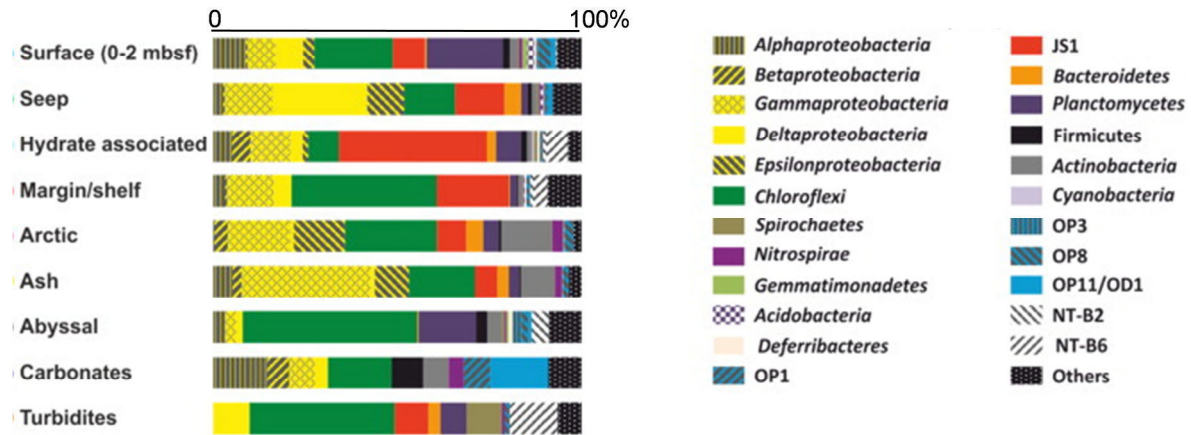 0 100%
Surface (0-2 mbsf)
Seep
Hydrate associated
Margin/shelf
Arctic
Ash
Abyssal
Carbonates
Turbidites
Alphaproteobacteria
Betaproteobacteria
Gammaproteobacteria
Deltaproteobacteria
Epsilonproteobacteria
Chloroflexi
Spirochaetes
Nitrospirae
Gemmatimonadetes
Acidobacteria
Deferribacteres
OP1
JS1
Bacteroidetes
Planctomycetes
Firmicutes
Actinobacteria
Cyanobacteria
OP3
OP8
OP11/OD1
NT-B2
NT-B6
Others